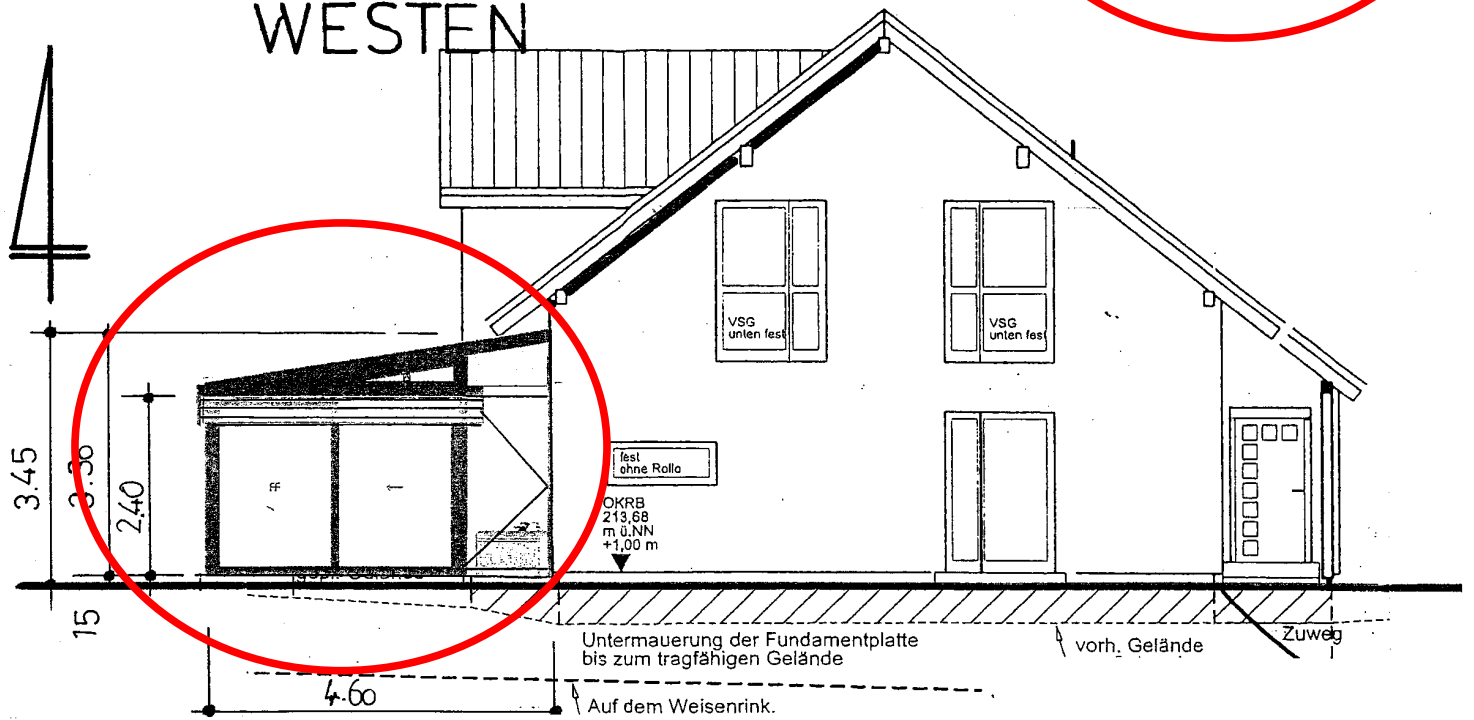 WESTEN
VSG
unten fest
VSG
unten fest
3.45
2.40
15
fest
ohne Rollo
OKRB
213,68
m ü.NN
+1,00 m
Untermauerung der Fundamentplatte
bis zum tragfähigen Gelände
vorh. Gelände
Zuweg
4.60
Auf dem Weisenrink.